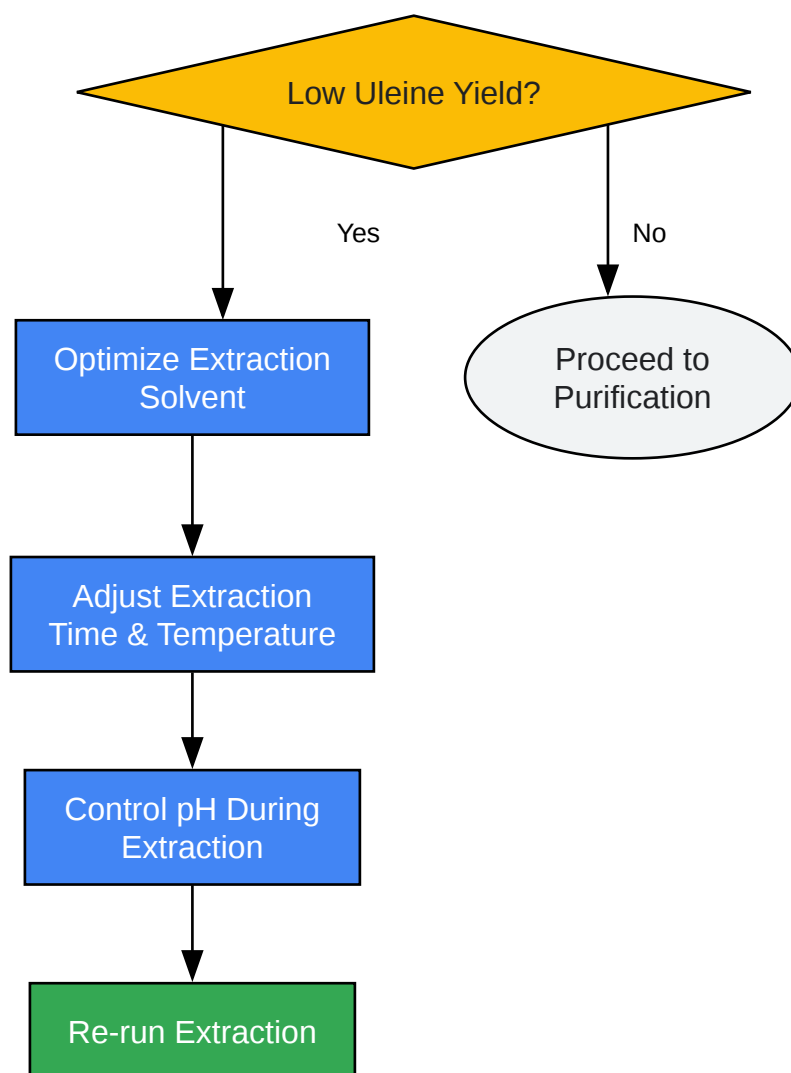 Low Uleine Yield?
Yes
No
Optimize Extraction
Solvent
Proceed to
Purification
Adjust Extraction
Time & Temperature
Control pH During
Extraction
Re-run Extraction